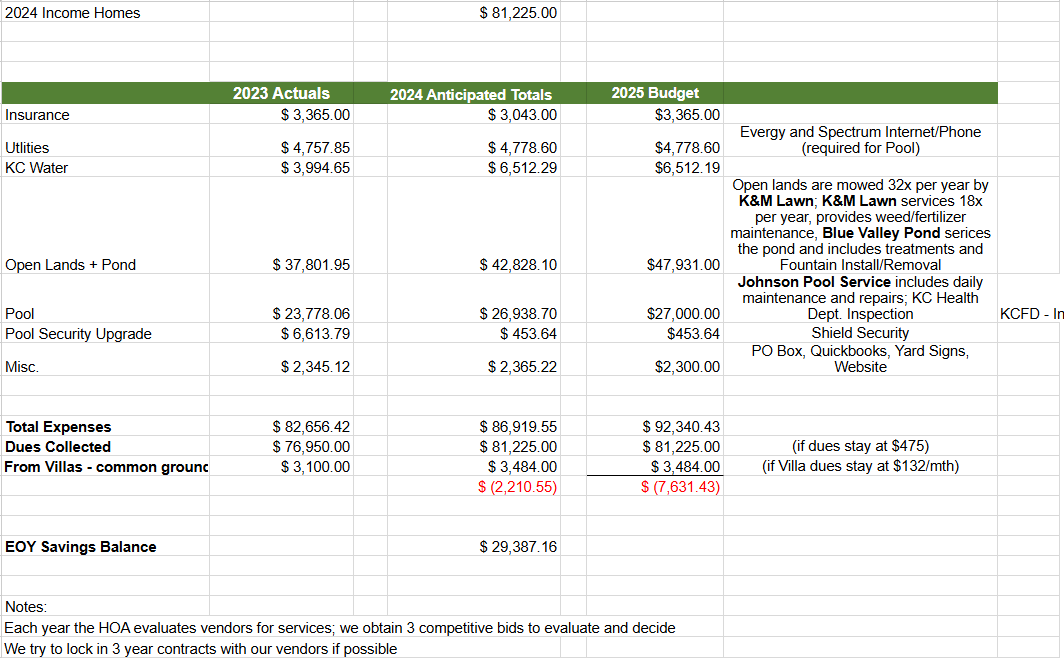 2024 Income Homes $ 81,225.00
2023 Actuals 2024 Anticipated Totals 2025 Budget
Insurance $ 3,365.00 $ 3,043.00 $3,365.00
Evergy and Spectrum Internet/Phone
Utlities $ 4,757.85 $ 4,778.60 $4,778.60 (required for Pool)
KC Water $ 3,994.65 $ 6,512.29 $6,512.19
Open lands are mowed 32x per year by
K&M Lawn; K&M Lawn services 18x
per year, provides weed/fertilizer
maintenance, Blue Valley Pond serices
the pond and includes treatments and
Open Lands + Pond $ 37,801.95 $ 42,828.10 $47,931.00 Fountain Install/Removal
Johnson Pool Service includes daily
maintenance and repairs; KC Health
Pool $ 23,778.06 $ 26,938.70 $27,000.00 Dept. Inspection KCFD - In
Pool Security Upgrade $ 6,613.79 $ 453.64 $453.64 Shield Security
PO Box, Quickbooks, Yard Signs,
Misc. $ 2,345.12 $ 2,365.22 $2,300.00 Website
Total Expenses $ 82,656.42 $ 86,919.55 $ 92,340.43
Dues Collected $ 76,950.00 $ 81,225.00 $ 81,225.00 (if dues stay at $475)
From Villas - common ground $ 3,100.00 $ 3,484.00 $ 3,484.00 (if Villa dues stay at $132/mth)
$ (2,210.55) $ (7,631.43)
EOY Savings Balance $ 29,387.16
Notes:
Each year the HOA evaluates vendors for services; we obtain 3 competitive bids to evaluate and decide
We try to lock in 3 year contracts with our vendors if possible